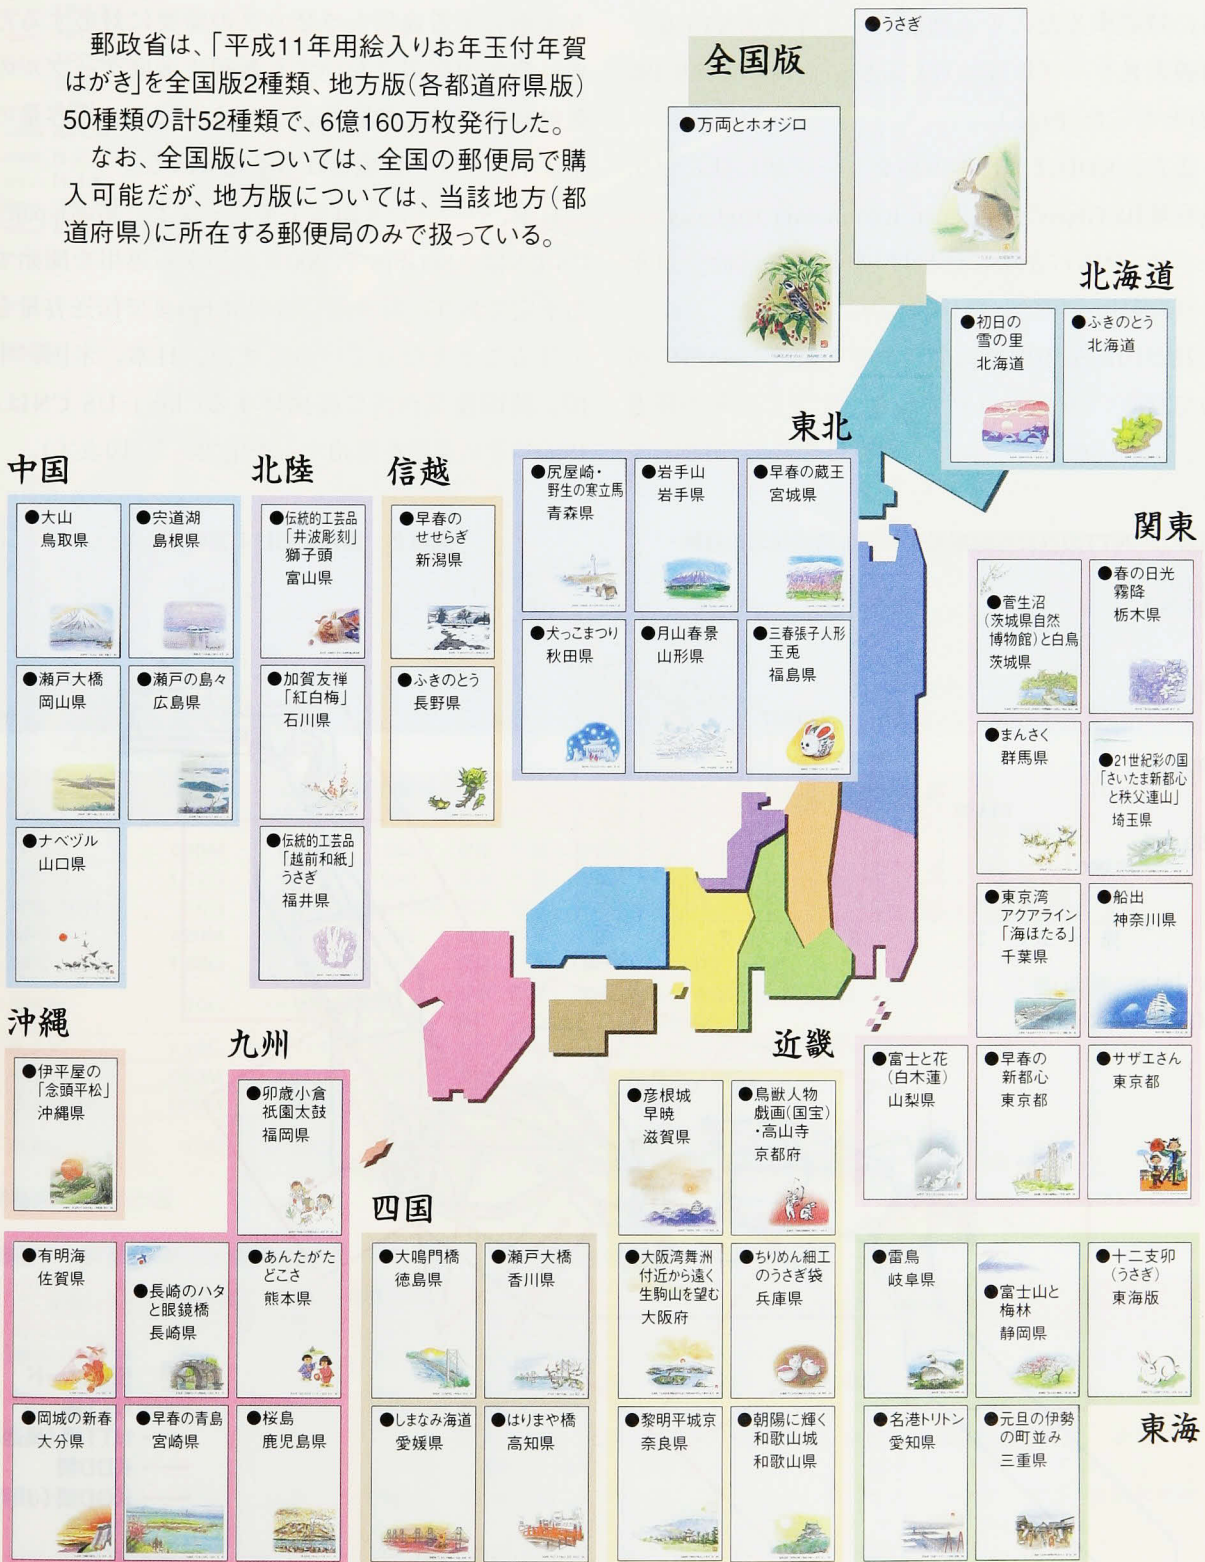 郵政省は、「平成11年用絵入りお年玉付年賀
はがき」を全国版2種類、地方版(各都道府県版)
50種類の計52種類で、6億160万枚発行した。
なお、全国版については、全国の郵便局で購
入可能だが、地方版については、当該地方(都
道府県)に所在する郵便局のみで扱っている。
全国版
●うさぎ
●万両とホオジロ
北海道
●初日の
雪の里
北海道
●ふきのとう
北海道
東北
●尻屋崎・
野生の寒立馬
青森県
●岩手山
岩手県
●早春の蔵王
宮城県
●犬っこまつり
秋田県
●月山春景
山形県
●三春張子人形
玉兎
福島県
中国
●大山
鳥取県
●宍道湖
島根県
●瀬戸大橋
岡山県
●瀬戸の島々
広島県
●ナベヅル
山口県
北陸
●伝統的工芸品
「井波彫刻」
獅子頭
富山県
●加賀友禅
「紅白梅」
石川県
●伝統的工芸品
「越前和紙」
うさぎ
福井県
信越
●早春の
せせらぎ
新潟県
●ふきのとう
長野県
関東
●菅生沼
(茨城県自然
博物館)と白鳥
茨城県
●春の日光
霧降
栃木県
●まんさく
群馬県
●21世紀彩の国
「さいたま新都心
と秩父連山」
埼玉県
●東京湾
アクアライン
「海ほたる」
千葉県
●船出
神奈川県
●富士と花
(白木蓮)
山梨県
●早春の
新都心
東京都
●サザエさん
東京都
沖縄
●伊平屋の
「念頭平松」
沖縄県
九州
●卯歳小倉
祇園太鼓
福岡県
●有明海
佐賀県
●長崎のハタ
と眼鏡橋
長崎県
●あんたがた
どこさ
熊本県
●岡城の新春
大分県
●早春の青島
宮崎県
●桜島
鹿児島県
四国
●大鳴門橋
徳島県
●瀬戸大橋
香川県
●しまなみ海道
愛媛県
●はりまや橋
高知県
近畿
●彦根城
早暁
滋賀県
●鳥獣人物
戯画(国宝)
・高山寺
京都府
●大阪湾舞洲
付近から遠く
生駒山を望む
大阪府
●ちりめん細工
のうさぎ袋
兵庫県
●黎明平城京
奈良県
●朝陽に輝く
和歌山城
和歌山県
●雷鳥
岐阜県
●富士山と
梅林
静岡県
●十二支卯
(うさぎ)
東海版
●名港トリトン
愛知県
●元旦の伊勢
の町並み
三重県
東海